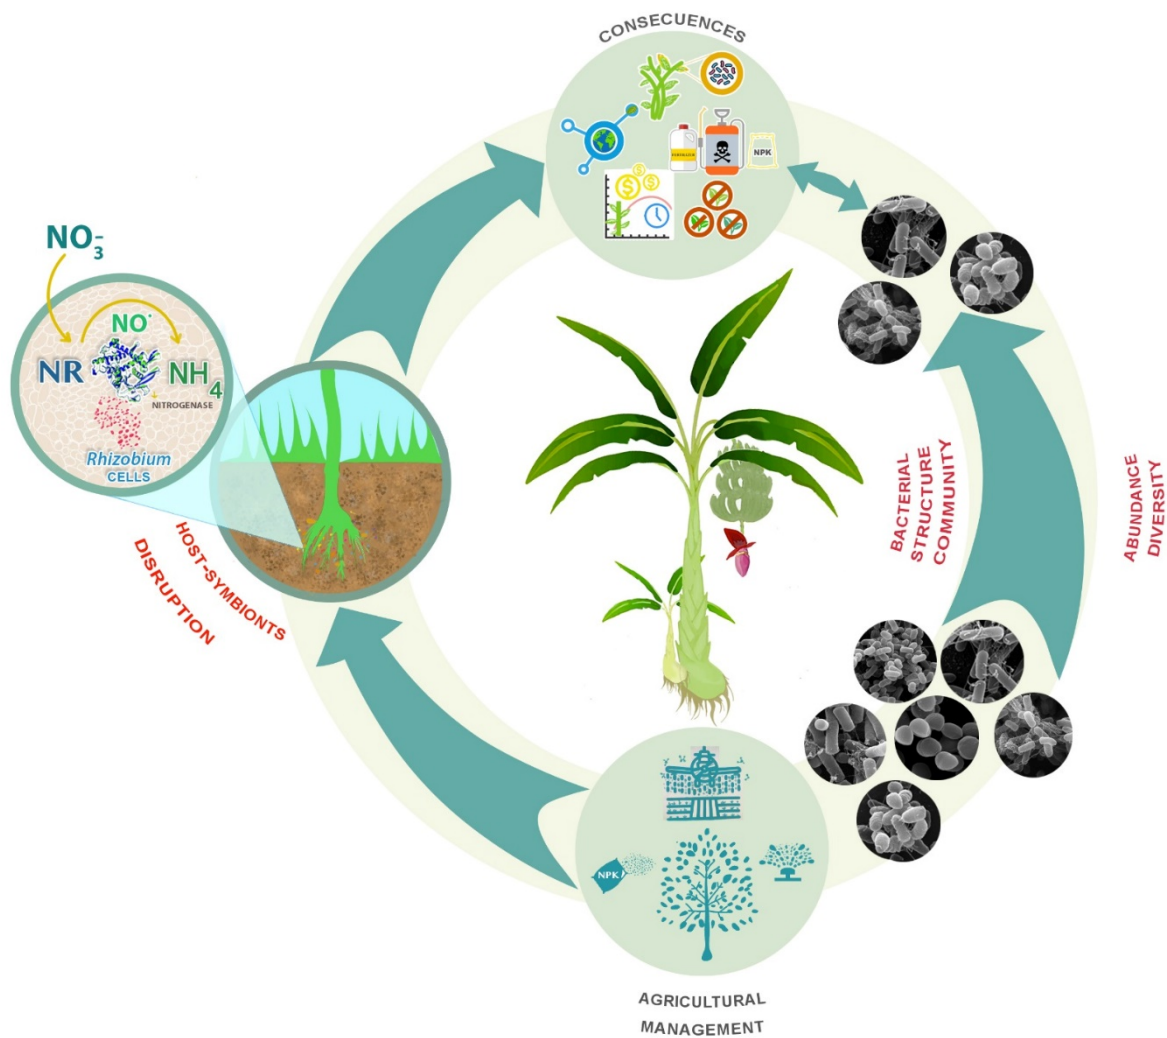 CONSECUENCES
NPK
NO₃⁻
NO•
NR
NH₄
NITROGENASE
Rhizobium
CELLS
HOST-SYMBIONTS
DISRUPTION
BACTERIAL
STRUCTURE
COMMUNITY
ABUNDANCE
DIVERSITY
NPK
AGRICULTURAL
MANAGEMENT